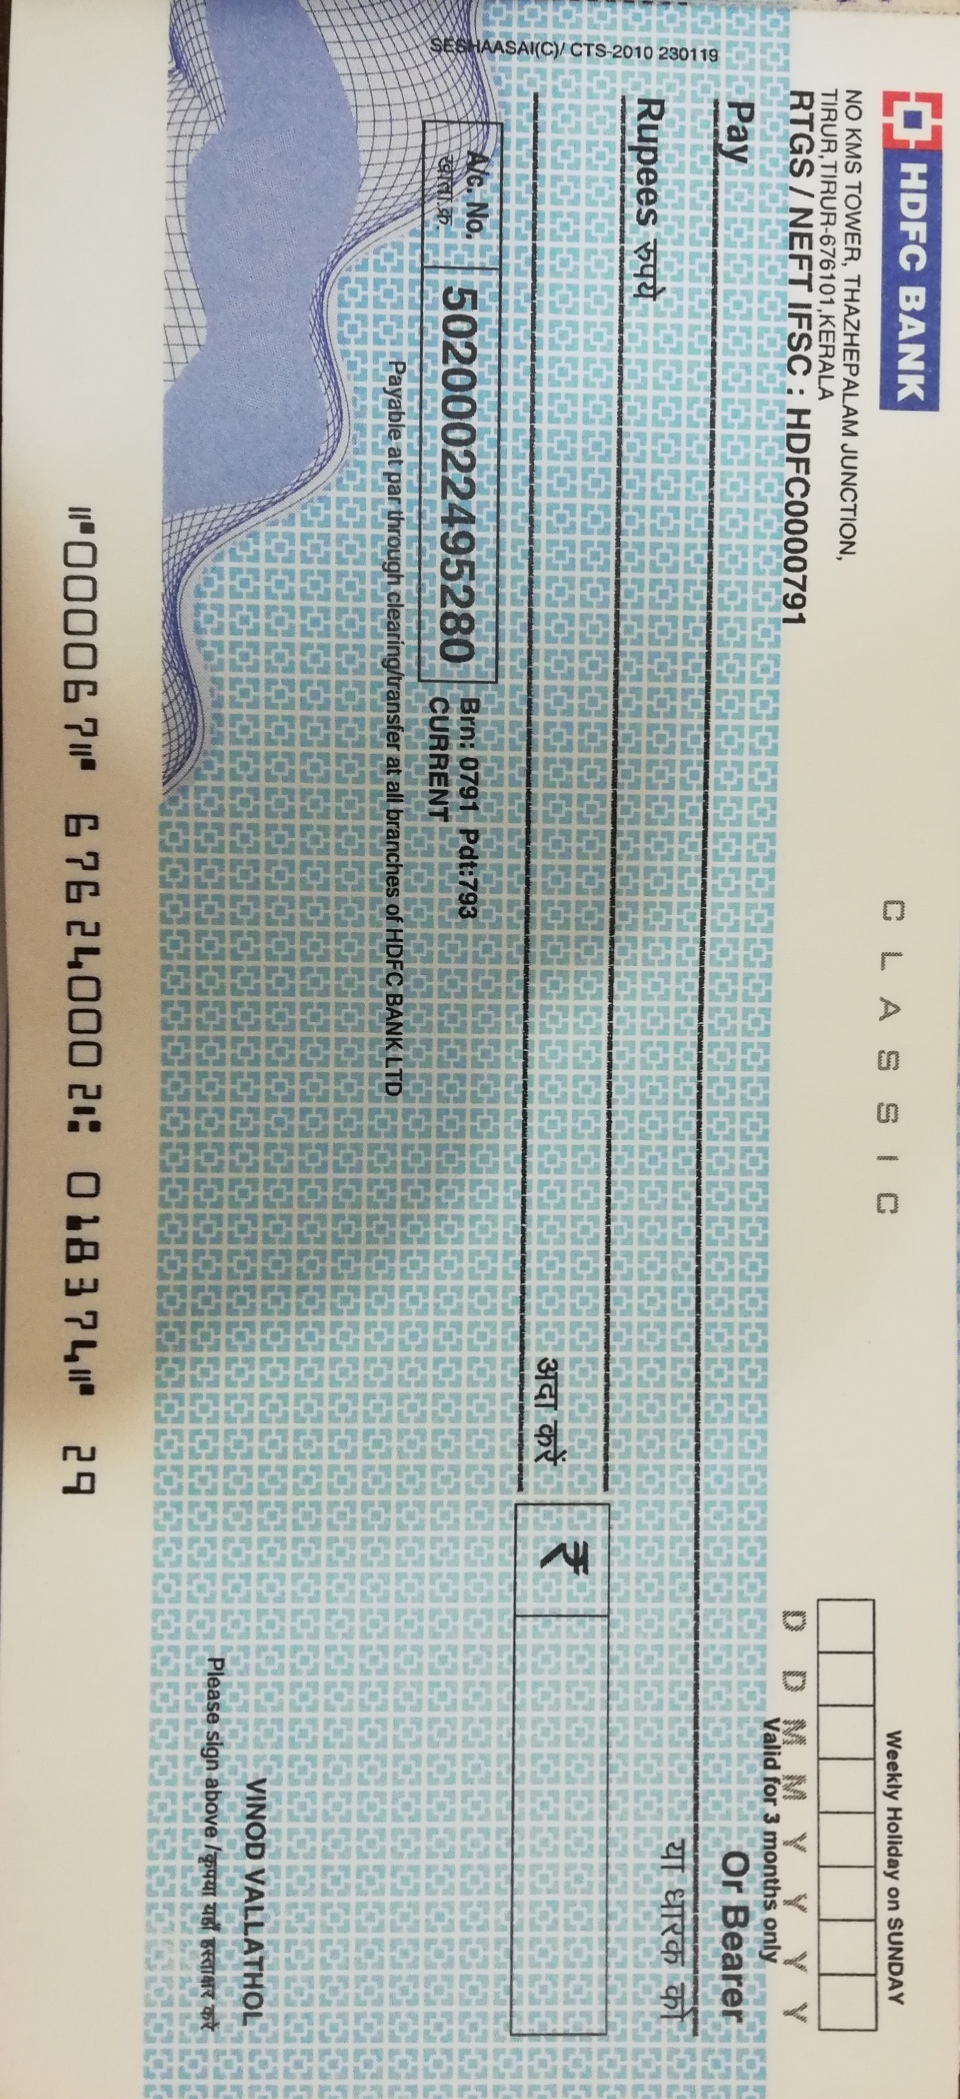 HDFC BANK
CLASSIC
Weekly Holiday on SUNDAY
NO KMS TOWER, THAZHEPALAM JUNCTION,
TIRUR,TIRUR-676101,KERALA
RTGS / NEFT IFSC : HDFC0000791
D D M M Y Y Y Y
Valid for 3 months only
Pay
Or Bearer
या धारक को
Rupees रुपये
अदा करें
₹
A/c. No.
खाता.क्र.
50200022495280
Brn: 0791 Pdt:793
CURRENT
Payable at par through clearing/transfer at all branches of HDFC BANK LTD
SESHAASAI(C)/ CTS-2010 230119
VINOD VALLATHOL
Please sign above / कृपया यहाँ हस्ताक्षर करें
⑈000067⑈ 676240002⑆ 018374⑈ 29